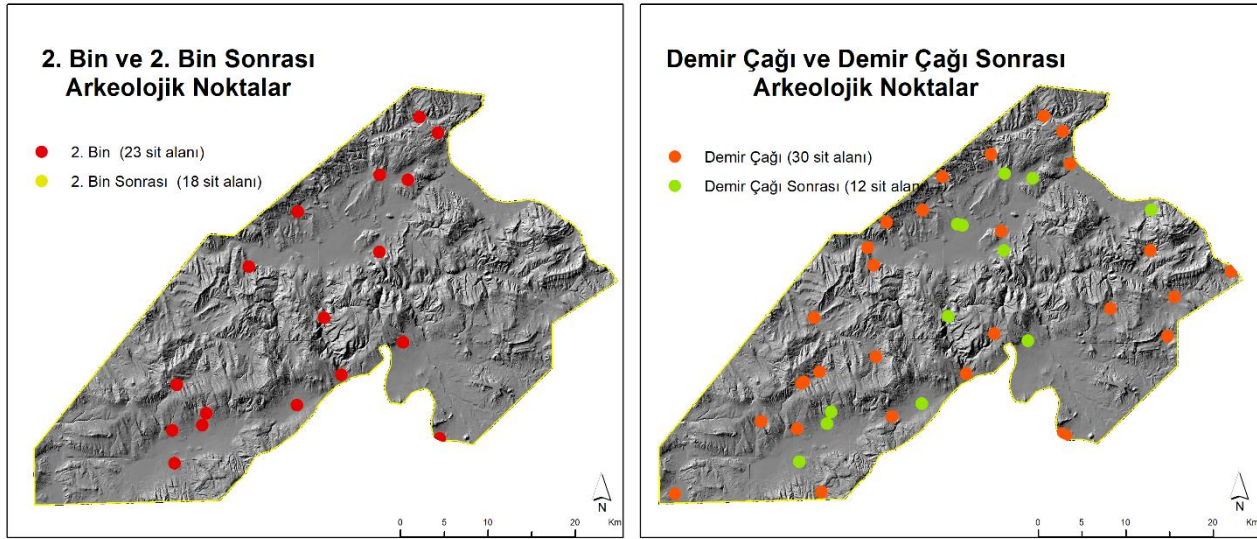 2. Bin ve 2. Bin Sonrası
Arkeolojik Noktalar
2. Bin (23 sit alanı)
2. Bin Sonrası (18 sit alanı)
N
0 5 10 20 Km
Demir Çağı ve Demir Çağı Sonrası
Arkeolojik Noktalar
Demir Çağı (30 sit alanı)
Demir Çağı Sonrası (12 sit alanı)
N
0 5 10 20 Km